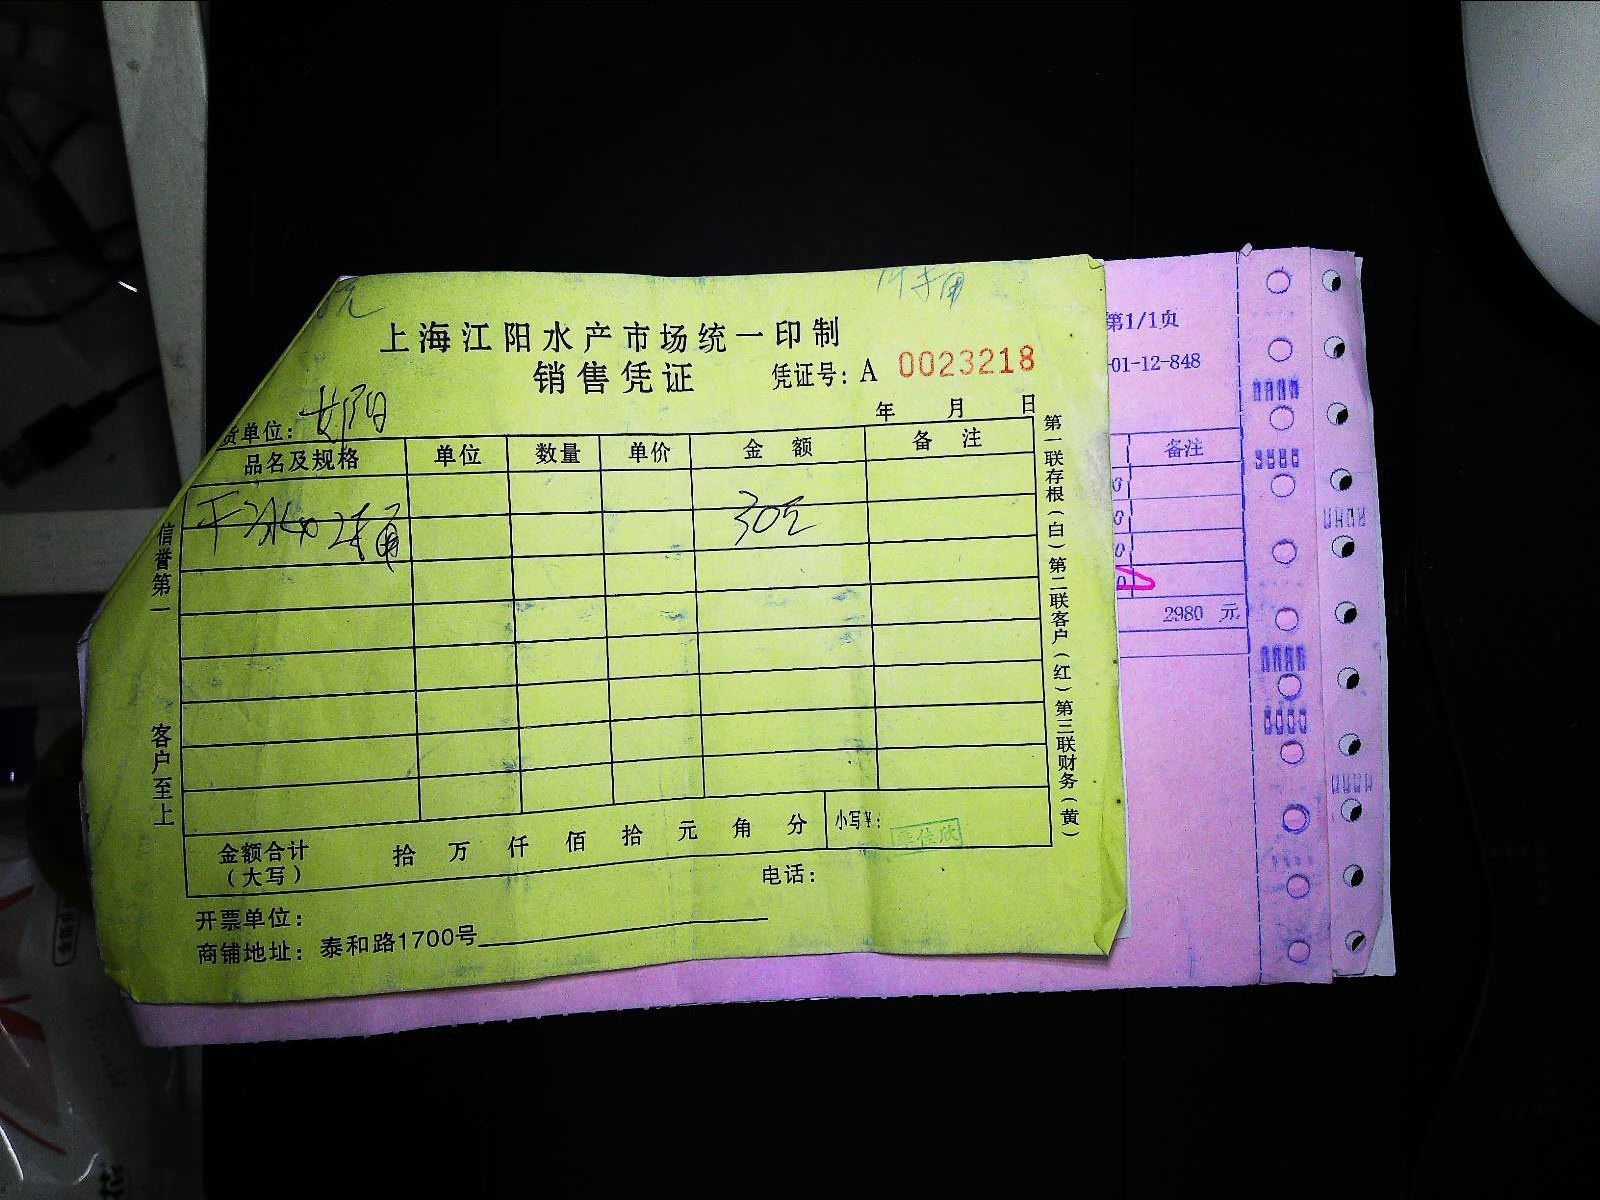 上海江阳水产市场统一印制
销售凭证
凭证号: A 0023218
货单位:
年 月 日
品名及规格 单位 数量 单价 金额 备注
30元
金额合计(大写) 拾 万 仟 佰 拾 元 角 分 小写¥:
电话:
开票单位:
商铺地址: 泰和路1700号
信誉第一 客户至上
第一联存根(白) 第二联客户(红) 第三联财务(黄)
第1/1页
-01-12-848
备注
2980 元